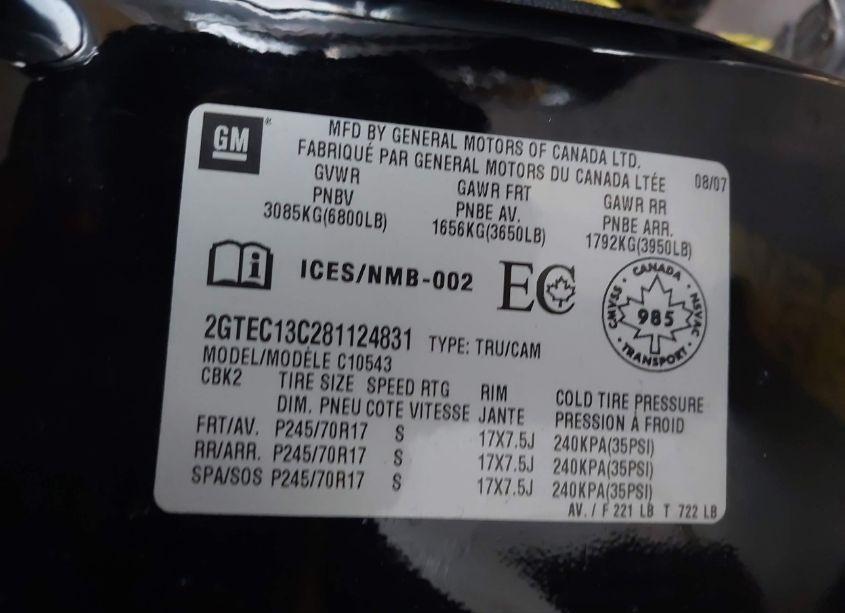 GM
MFD BY GENERAL MOTORS OF CANADA LTD.
FABRIQUÉ PAR GENERAL MOTORS DU CANADA LTÉE 08/07
GVWR GAWR FRT GAWR RR
PNBV PNBE AV. PNBE ARR.
3085KG(6800LB) 1656KG(3650LB) 1792KG(3950LB)
i ICES/NMB-002 EC
CANADA
CMVSS 985 NSVAC
TRANSPORT
2GTEC13C281124831 TYPE: TRU/CAM
MODEL/MODÈLE C10543
CBK2 TIRE SIZE SPEED RTG RIM COLD TIRE PRESSURE
DIM. PNEU COTE VITESSE JANTE PRESSION À FROID
FRT/AV. P245/70R17 S 17X7.5J 240KPA(35PSI)
RR/ARR. P245/70R17 S 17X7.5J 240KPA(35PSI)
SPA/SOS P245/70R17 S 17X7.5J 240KPA(35PSI)
AV. / F 221 LB T 722 LB